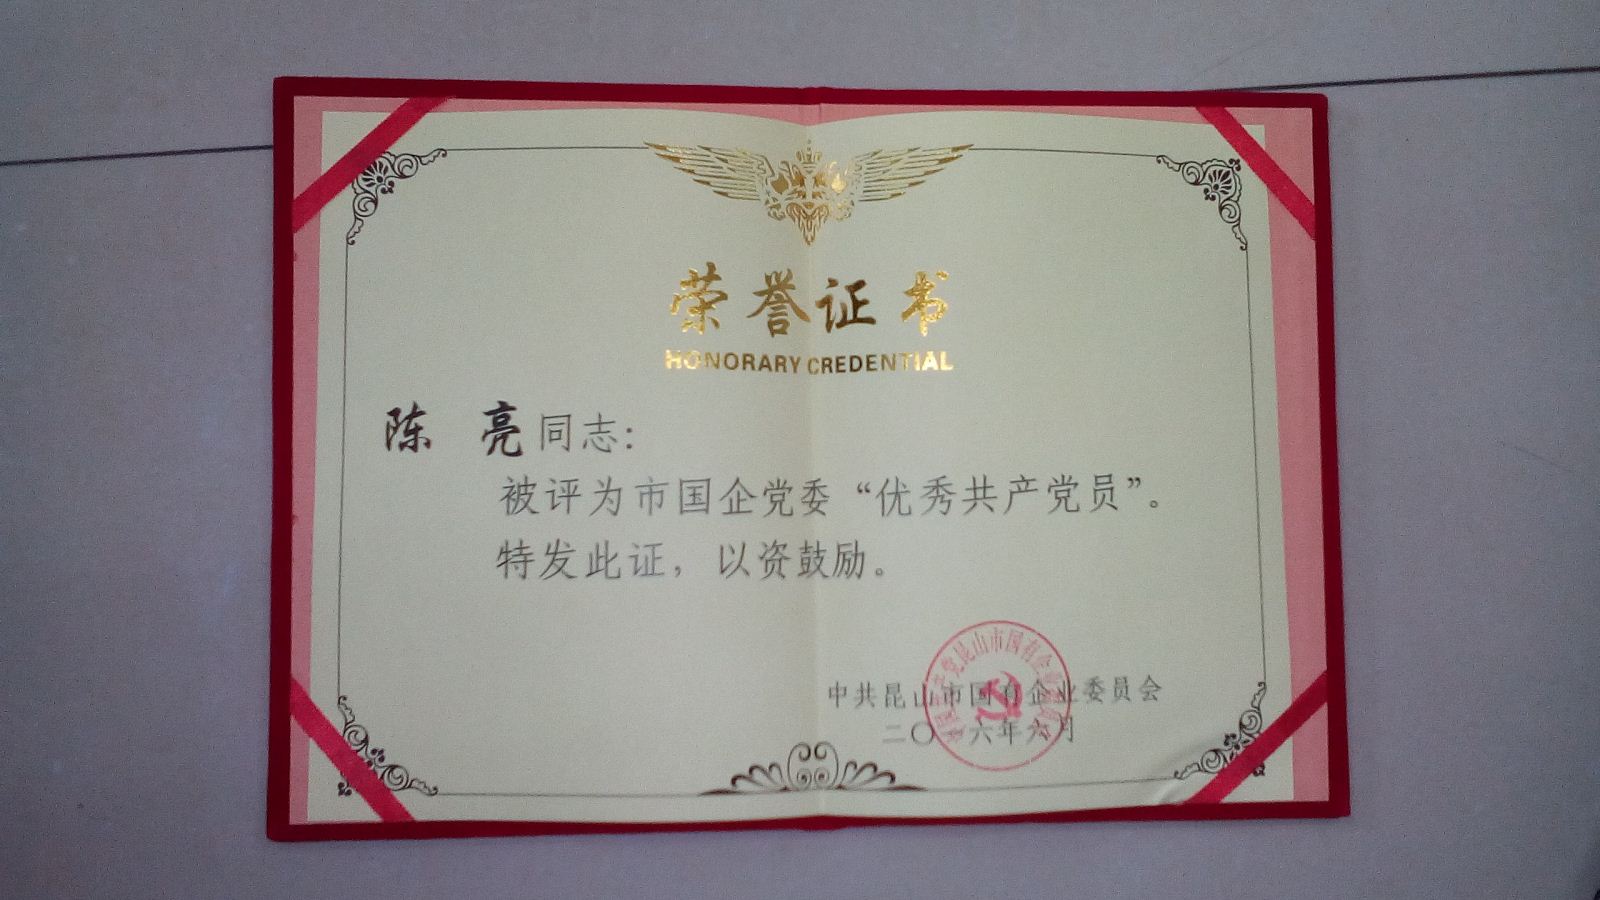 荣誉证书
HONORARY CREDENTIAL
陈 亮同志：
被评为市国企党委“优秀共产党员”。
特发此证，以资鼓励。
中共昆山市国有企业委员会
二〇一六年六月